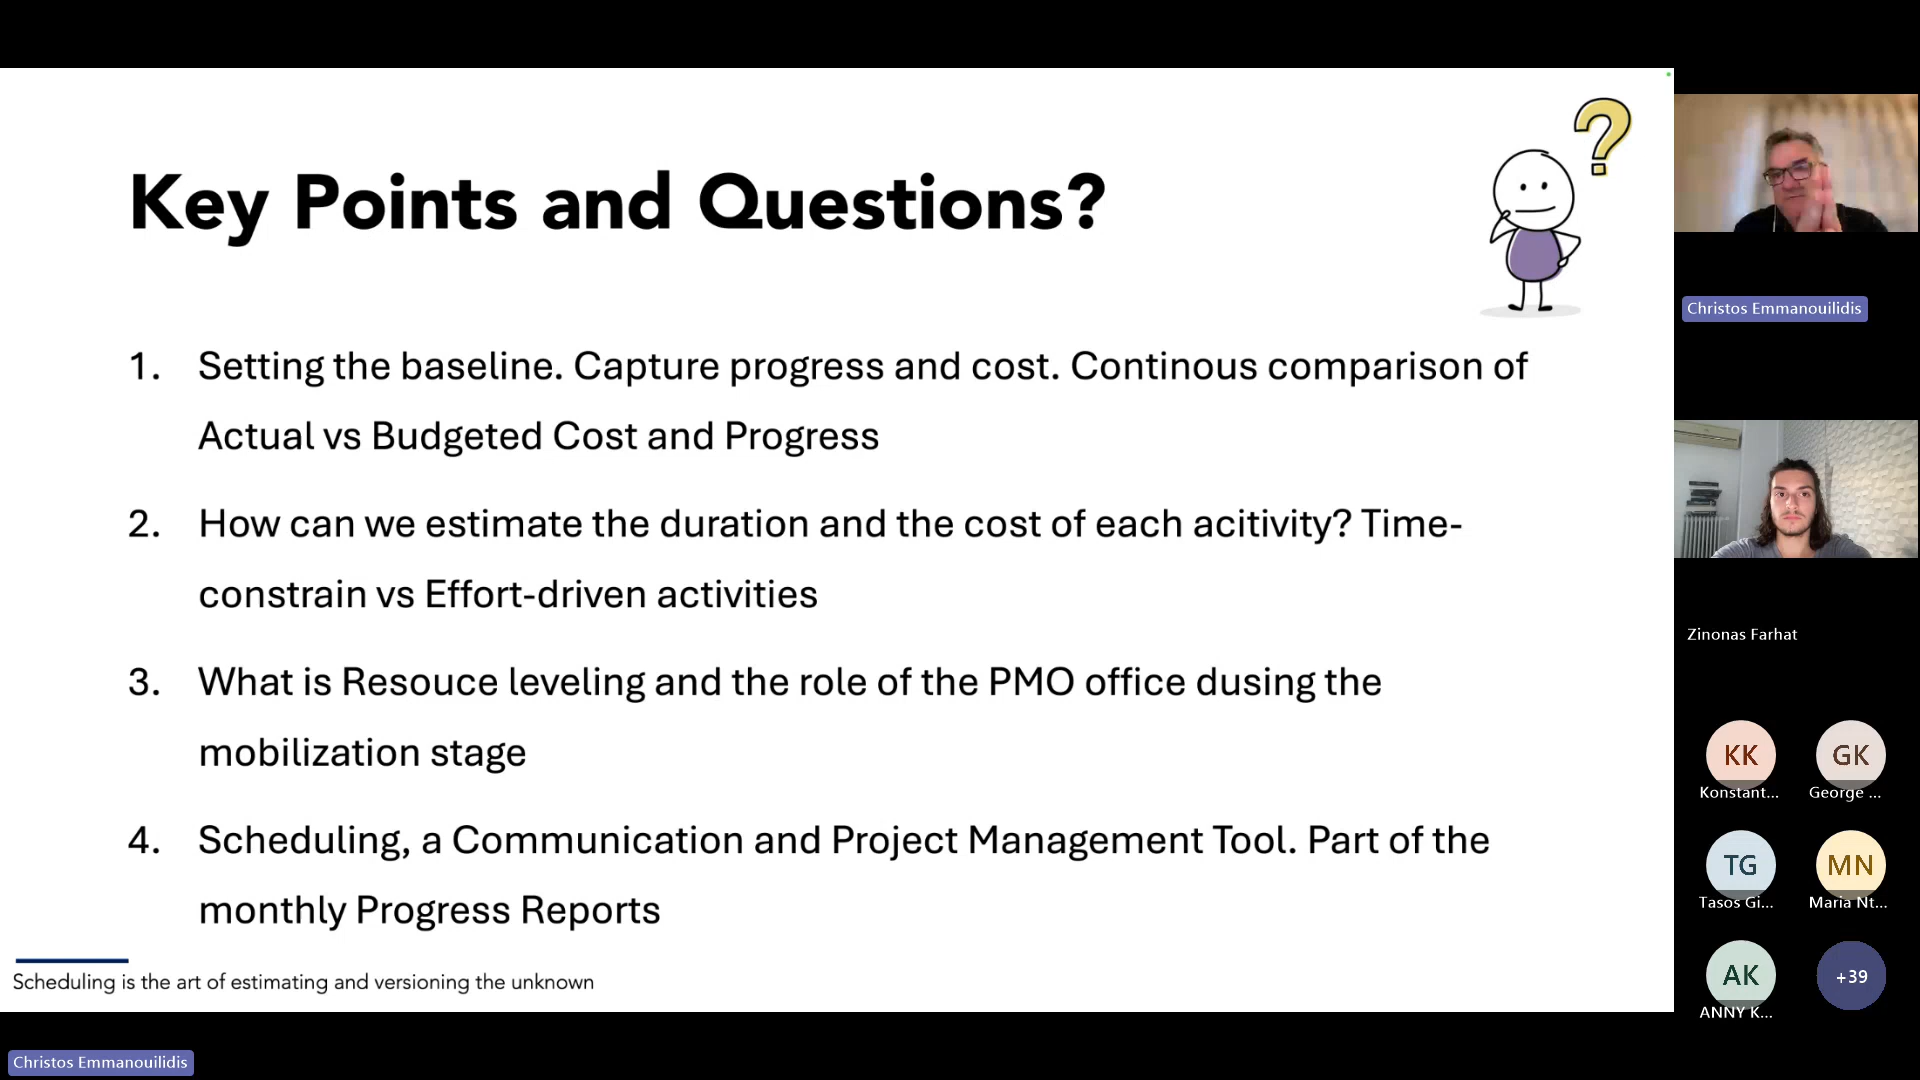 Key Points and Questions?
1. Setting the baseline. Capture progress and cost. Continous comparison of
Actual vs Budgeted Cost and Progress
2. How can we estimate the duration and the cost of each acitivity? Time-
constrain vs Effort-driven activities
3. What is Resouce leveling and the role of the PMO office dusing the
mobilization stage
4. Scheduling, a Communication and Project Management Tool. Part of the
monthly Progress Reports
Scheduling is the art of estimating and versioning the unknown
Christos Emmanouilidis
?
Christos Emmanouilidis
Zinonas Farhat
KK
Konstant...
GK
George ...
TG
Tasos Gi...
MN
Maria Nt...
AK
ANNY K...
+39